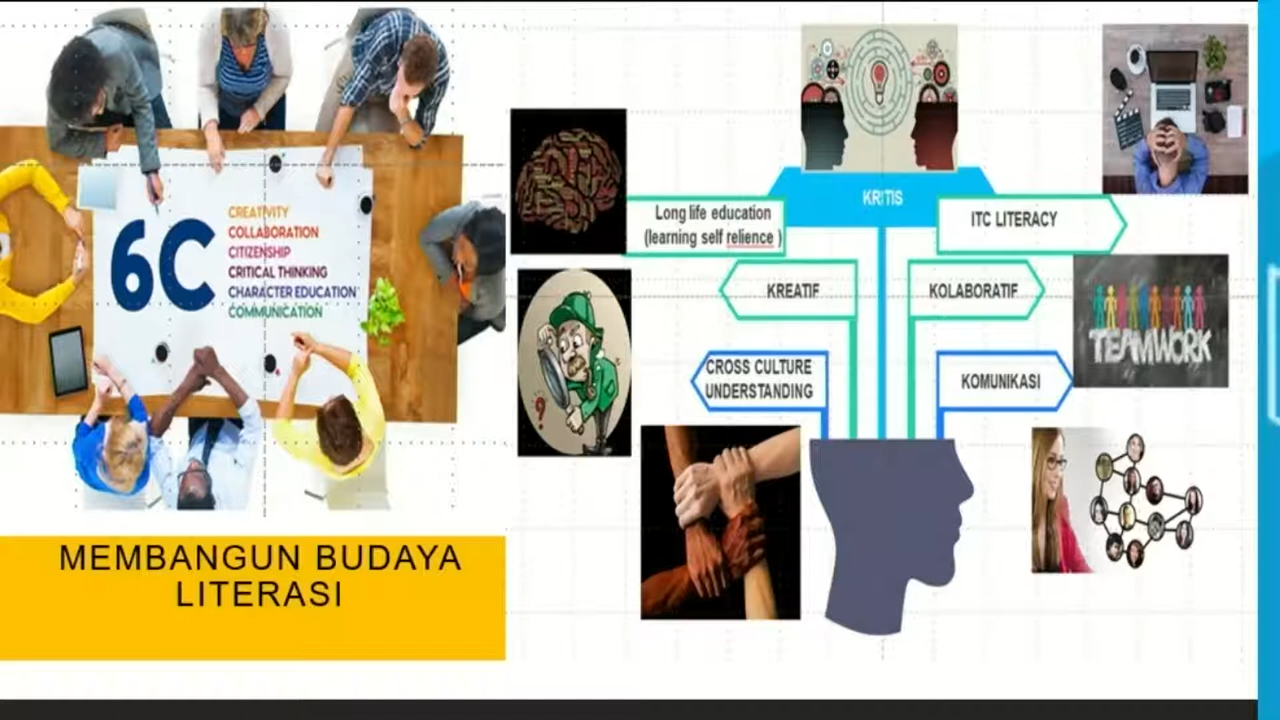 6C
CREATIVITY
COLLABORATION
CITIZENSHIP
CRITICAL THINKING
CHARACTER EDUCATION
COMMUNICATION
MEMBANGUN BUDAYA
LITERASI
KRITIS
Long life education
(learning self relience )
ITC LITERACY
KREATIF
KOLABORATIF
CROSS CULTURE
UNDERSTANDING
KOMUNIKASI
TEAMWORK
?